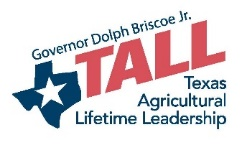 Governor Dolph Briscoe Jr.
TALL
Texas
Agricultural
Lifetime Leadership